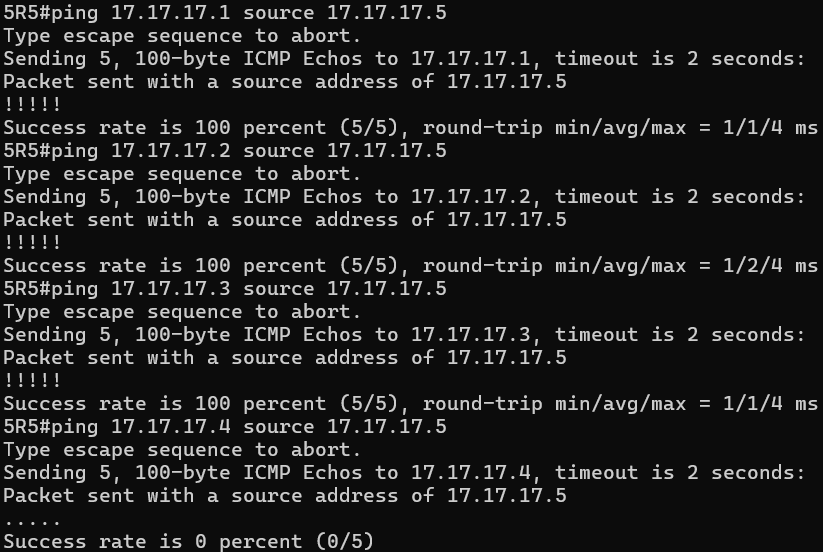 5R5#ping 17.17.17.1 source 17.17.17.5
Type escape sequence to abort.
Sending 5, 100-byte ICMP Echos to 17.17.17.1, timeout is 2 seconds:
Packet sent with a source address of 17.17.17.5
!!!!!
Success rate is 100 percent (5/5), round-trip min/avg/max = 1/1/4 ms
5R5#ping 17.17.17.2 source 17.17.17.5
Type escape sequence to abort.
Sending 5, 100-byte ICMP Echos to 17.17.17.2, timeout is 2 seconds:
Packet sent with a source address of 17.17.17.5
!!!!!
Success rate is 100 percent (5/5), round-trip min/avg/max = 1/2/4 ms
5R5#ping 17.17.17.3 source 17.17.17.5
Type escape sequence to abort.
Sending 5, 100-byte ICMP Echos to 17.17.17.3, timeout is 2 seconds:
Packet sent with a source address of 17.17.17.5
!!!!!
Success rate is 100 percent (5/5), round-trip min/avg/max = 1/1/4 ms
5R5#ping 17.17.17.4 source 17.17.17.5
Type escape sequence to abort.
Sending 5, 100-byte ICMP Echos to 17.17.17.4, timeout is 2 seconds:
Packet sent with a source address of 17.17.17.5
.....
Success rate is 0 percent (0/5)